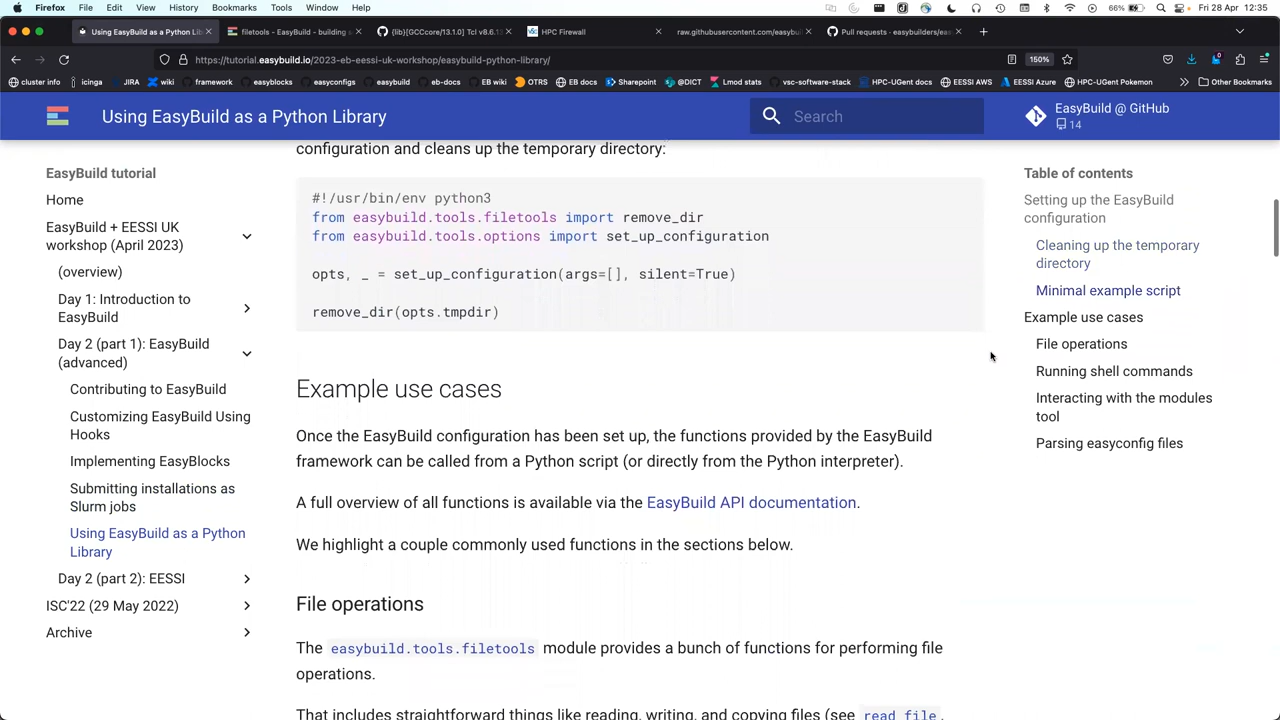 Firefox File Edit View History Bookmarks Tools Window Help
66% Fri 28 Apr 12:35
Using EasyBuild as a Python Lib
filetools - EasyBuild - building s
{lib}[GCCcore/13.1.0] Tcl v8.6.13
HPC Firewall
raw.githubusercontent.com/easybui
Pull requests · easybuilders/eas
https://tutorial.easybuild.io/2023-eb-eessi-uk-workshop/easybuild-python-library/
150%
cluster info icinga JIRA wiki framework easyblocks easyconfigs easybuild eb-docs EB wiki OTRS EB docs Sharepoint @DICT Lmod stats vsc-software-stack HPC-UGent docs EESSI AWS EESSI Azure HPC-UGent Pokemon Other Bookmarks
Using EasyBuild as a Python Library
Search
EasyBuild @ GitHub
14
EasyBuild tutorial
Home
EasyBuild + EESSI UK
workshop (April 2023)
(overview)
Day 1: Introduction to
EasyBuild
Day 2 (part 1): EasyBuild
(advanced)
Contributing to EasyBuild
Customizing EasyBuild Using
Hooks
Implementing EasyBlocks
Submitting installations as
Slurm jobs
Using EasyBuild as a Python
Library
Day 2 (part 2): EESSI
ISC'22 (29 May 2022)
Archive
configuration and cleans up the temporary directory:
#!/usr/bin/env python3
from easybuild.tools.filetools import remove_dir
from easybuild.tools.options import set_up_configuration
opts, _ = set_up_configuration(args=[], silent=True)
remove_dir(opts.tmpdir)
Example use cases
Once the EasyBuild configuration has been set up, the functions provided by the EasyBuild
framework can be called from a Python script (or directly from the Python interpreter).
A full overview of all functions is available via the EasyBuild API documentation.
We highlight a couple commonly used functions in the sections below.
File operations
The easybuild.tools.filetools module provides a bunch of functions for performing file
operations.
That includes straightforward things like reading, writing, and copying files (see read_file,
Table of contents
Setting up the EasyBuild
configuration
Cleaning up the temporary
directory
Minimal example script
Example use cases
File operations
Running shell commands
Interacting with the modules
tool
Parsing easyconfig files